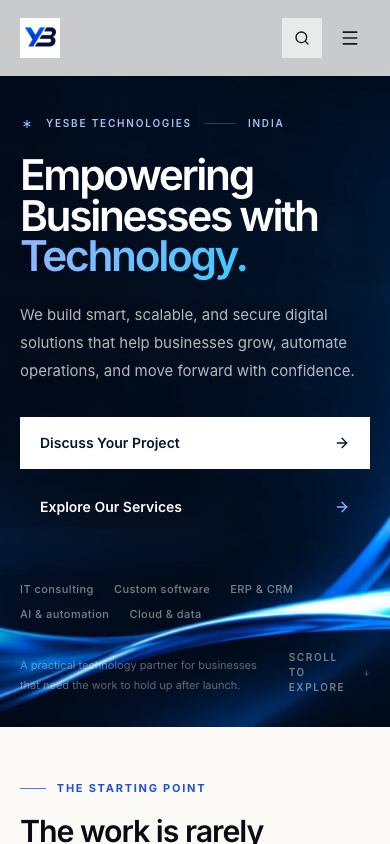 YB
YESBE TECHNOLOGIES INDIA
Empowering
Businesses with
Technology.
We build smart, scalable, and secure digital
solutions that help businesses grow, automate
operations, and move forward with confidence.
Discuss Your Project →
Explore Our Services →
IT consulting Custom software ERP & CRM
AI & automation Cloud & data
A practical technology partner for businesses
that need the work to hold up after launch.
SCROLL
TO
EXPLORE ↓
THE STARTING POINT
The work is rarely